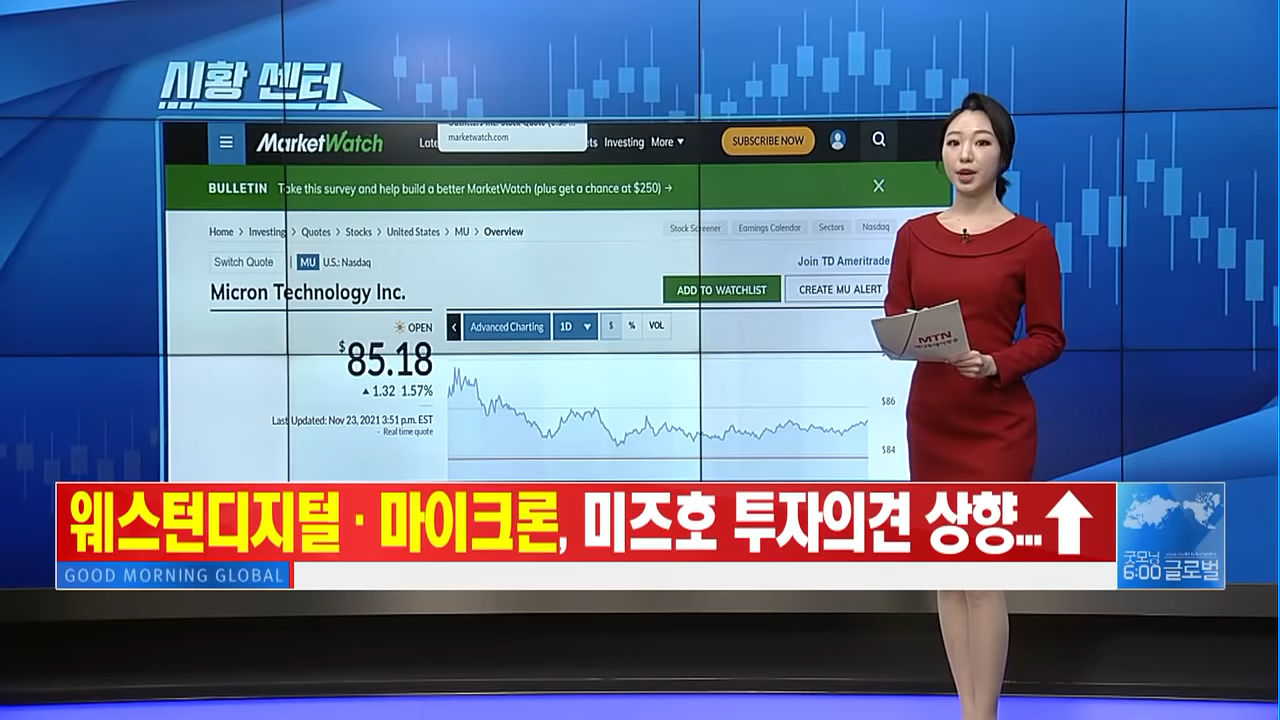 시황 센터
MarketWatch
marketwatch.com
Late
ets Investing More
SUBSCRIBE NOW
BULLETIN Take this survey and help build a better MarketWatch (plus get a chance at $250) →
X
Home > Investing > Quotes > Stocks > United States > MU > Overview
Stock Screener Earnings Calendar Sectors Nasdaq
Switch Quote | MU U.S.: Nasdaq
Join TD Ameritrade
Micron Technology Inc.
ADD TO WATCHLIST
CREATE MU ALERT
OPEN
$85.18
▲ 1.32 1.57%
Last Updated: Nov 23, 2021 3:51 p.m. EST
- Real time quote
Advanced Charting 1D $ % VOL
$86
$84
MTN
웨스턴디지털·마이크론, 미즈호 투자의견 상향...↑
GOOD MORNING GLOBAL
굿모닝
6:00 글로벌